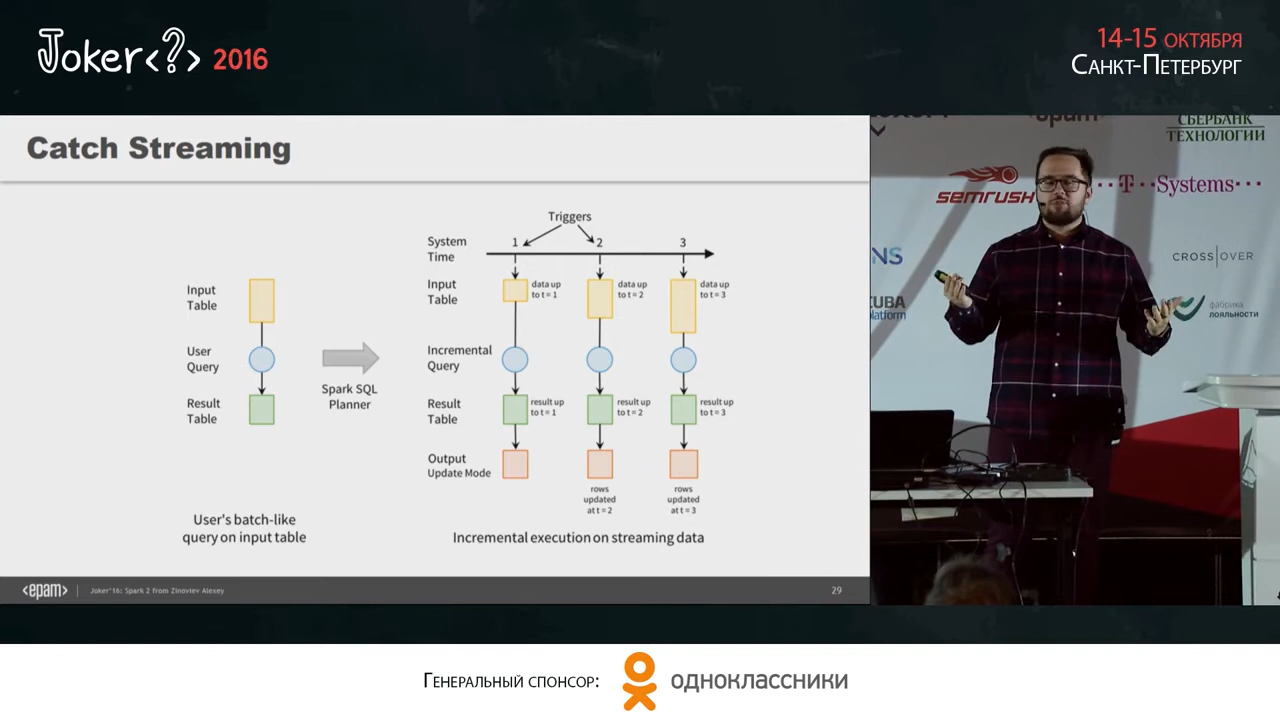 Joker<?> 2016
14-15 октября
Санкт-Петербург
Catch Streaming
Triggers
System
Time
1
2
3
Input
Table
Input
Table
data up
to t = 1
data up
to t = 2
data up
to t = 3
User
Query
Incremental
Query
Spark SQL
Planner
Result
Table
Result
Table
result up
to t = 1
result up
to t = 2
result up
to t = 3
Output
Update Mode
rows
updated
at t = 2
rows
updated
at t = 3
User's batch-like
query on input table
Incremental execution on streaming data
<epam>
Joker'16: Spark 2 from Zinoviev Alexey
29
epam
СБЕРБАНК
ТЕХНОЛОГИИ
semrush
T Systems
NS
CROSS OVER
CUBA
platform
фабрика
лояльности
Генеральный спонсор:
одноклассники